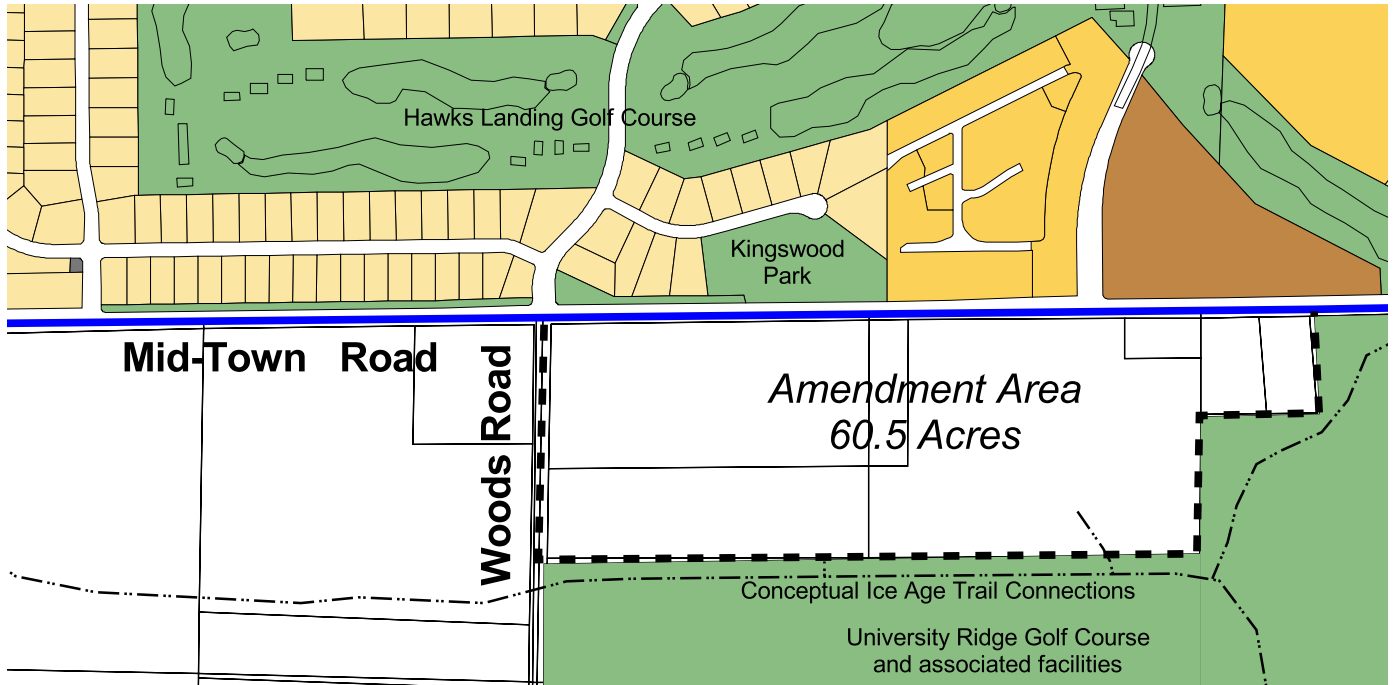 Hawks Landing Golf Course
Kingswood
Park
Mid-Town Road
Woods Road
Amendment Area
60.5 Acres
Conceptual Ice Age Trail Connections
University Ridge Golf Course
and associated facilities